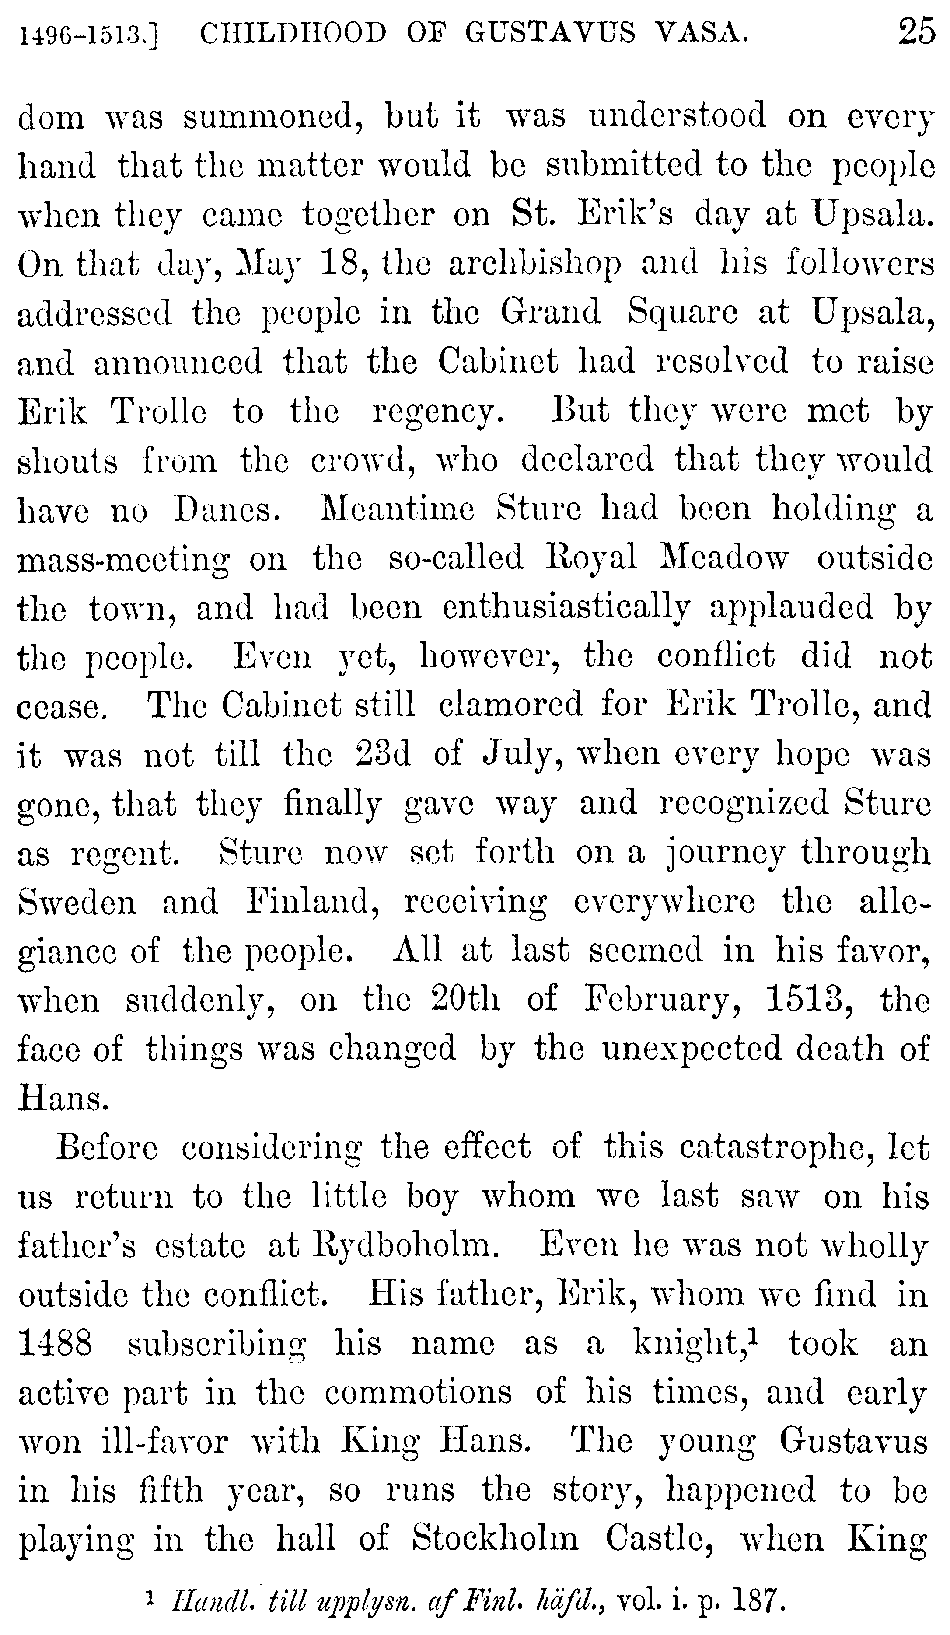 1496-1513.] CHILDHOOD OF GUSTAVUS VASA. 25
dom was summoned, but it was understood on every
hand that the matter would be submitted to the people
when they came together on St. Erik's day at Upsala.
On that day, May 18, the archbishop and his followers
addressed the people in the Grand Square at Upsala,
and announced that the Cabinet had resolved to raise
Erik Trolle to the regency. But they were met by
shouts from the crowd, who declared that they would
have no Danes. Meantime Sture had been holding a
mass-meeting on the so-called Royal Meadow outside
the town, and had been enthusiastically applauded by
the people. Even yet, however, the conflict did not
cease. The Cabinet still clamored for Erik Trolle, and
it was not till the 23d of July, when every hope was
gone, that they finally gave way and recognized Sture
as regent. Sture now set forth on a journey through
Sweden and Finland, receiving everywhere the alle-
giance of the people. All at last seemed in his favor,
when suddenly, on the 20th of February, 1513, the
face of things was changed by the unexpected death of
Hans.
Before considering the effect of this catastrophe, let
us return to the little boy whom we last saw on his
father's estate at Rydboholm. Even he was not wholly
outside the conflict. His father, Erik, whom we find in
1488 subscribing his name as a knight,¹ took an
active part in the commotions of his times, and early
won ill-favor with King Hans. The young Gustavus
in his fifth year, so runs the story, happened to be
playing in the hall of Stockholm Castle, when King
¹ Handl. till upplysn. af Finl. häfd., vol. i. p. 187.